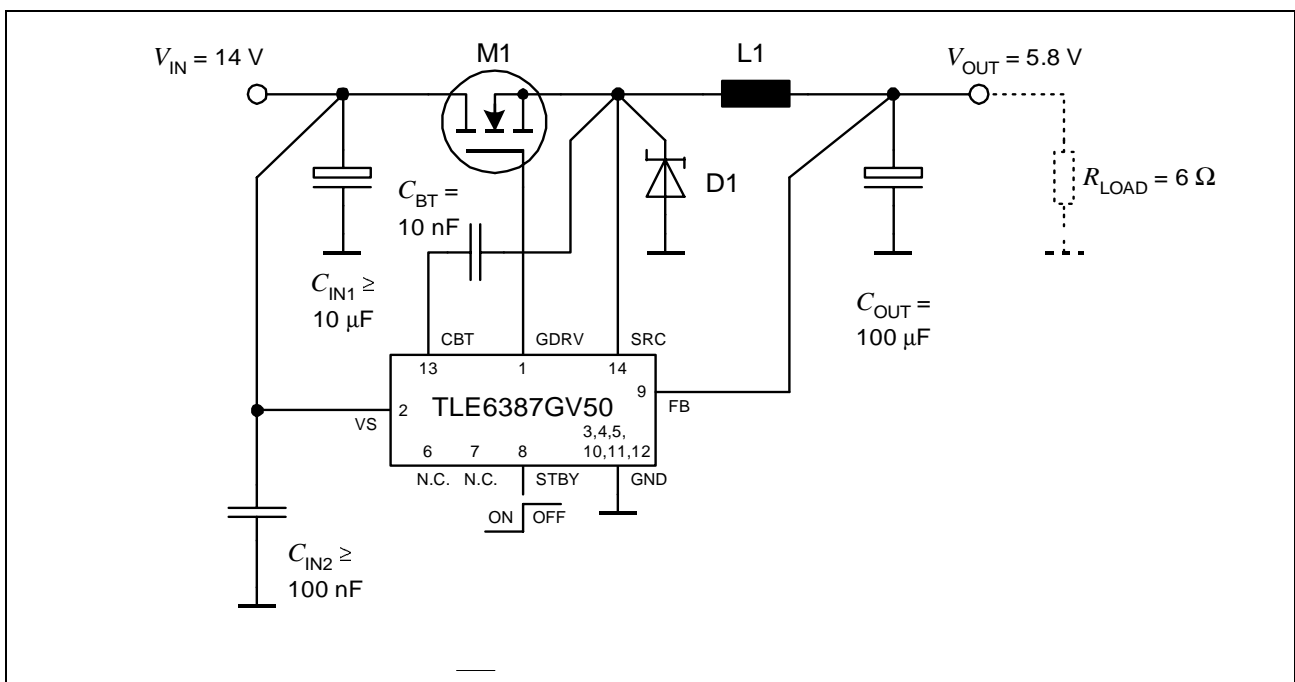 M1
L1
V_IN = 14 V
V_OUT = 5.8 V
D1
R_LOAD = 6 Ω
C_BT =
10 nF
C_IN1 ≥
10 μF
C_OUT =
100 μF
CBT
GDRV
SRC
13
1
14
9
FB
TLE6387GV50
VS
2
3,4,5,
6
7
8
10,11,12
N.C.
N.C.
STBY
GND
ON
OFF
C_IN2 ≥
100 nF